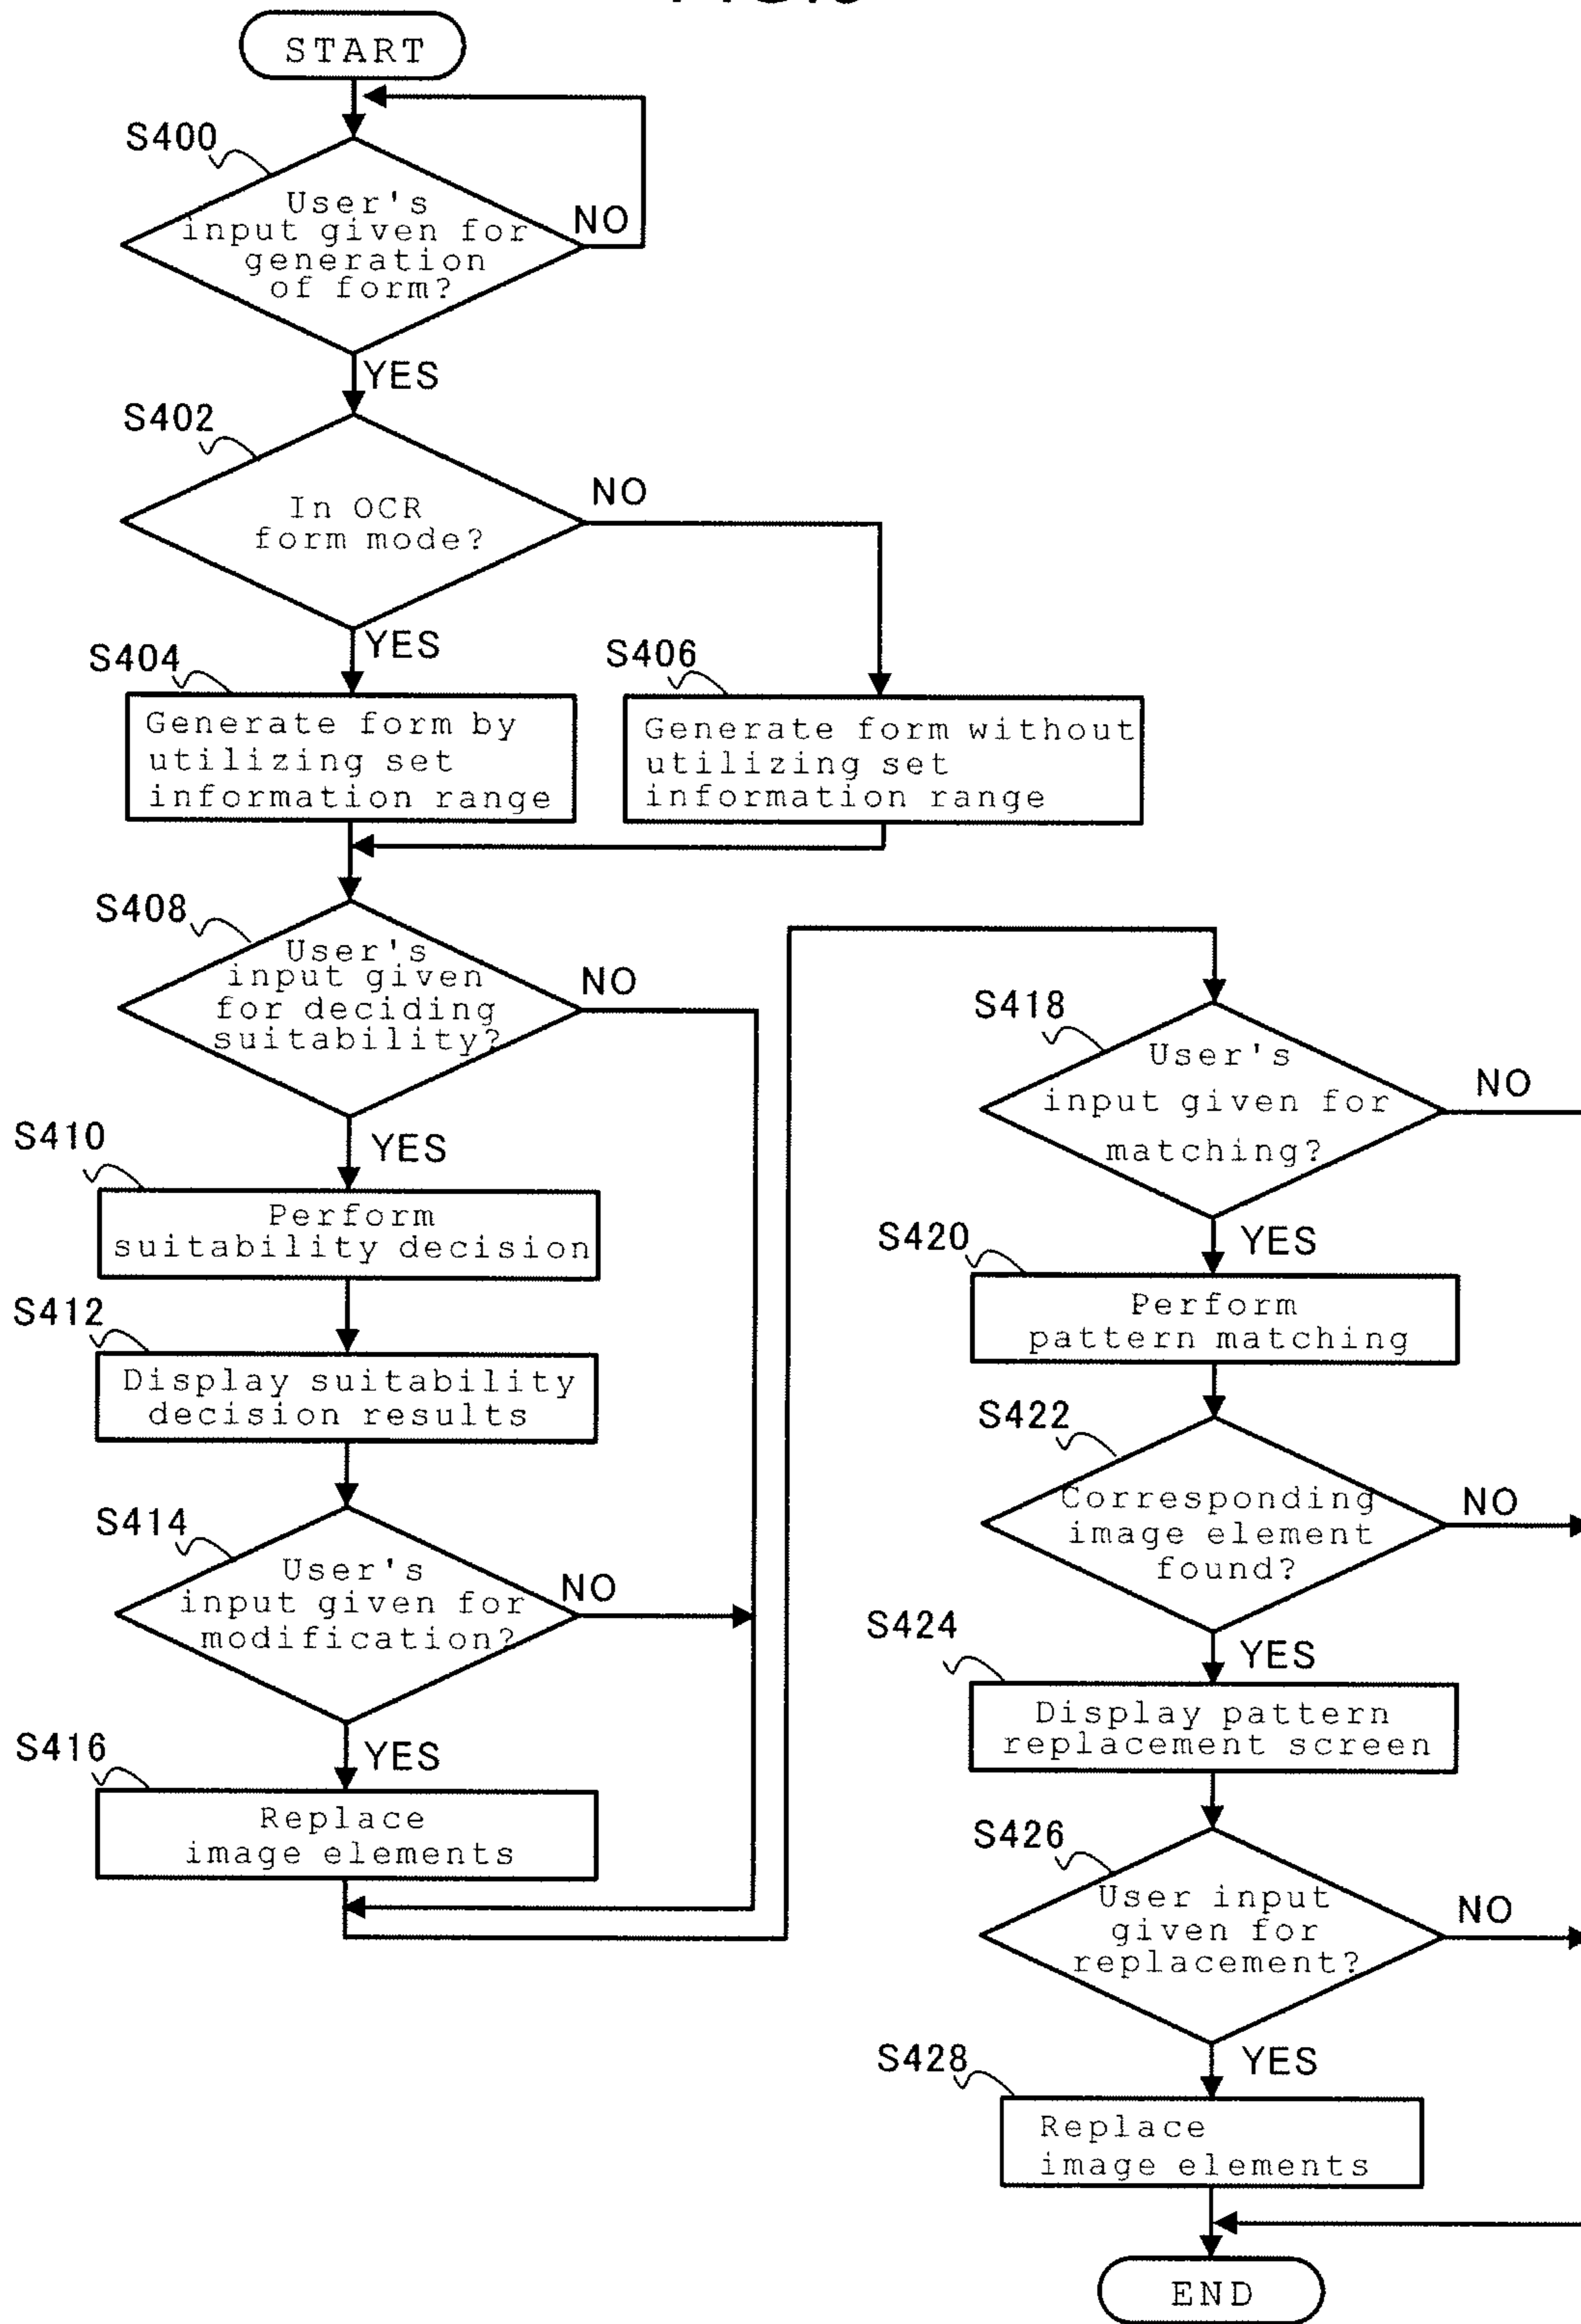 START
S400
User's
input given for
generation
of form?
NO
YES
S402
In OCR
form mode?
NO
YES
S404
Generate form by
utilizing set
information range
S406
Generate form without
utilizing set
information range
S408
User's
input given
for deciding
suitability?
NO
YES
S410
Perform
suitability decision
S412
Display suitability
decision results
S414
User's
input given for
modification?
NO
YES
S416
Replace
image elements
S418
User's
input given for
matching?
NO
YES
S420
Perform
pattern matching
S422
Corresponding
image element
found?
NO
YES
S424
Display pattern
replacement screen
S426
User input
given for
replacement?
NO
YES
S428
Replace
image elements
END